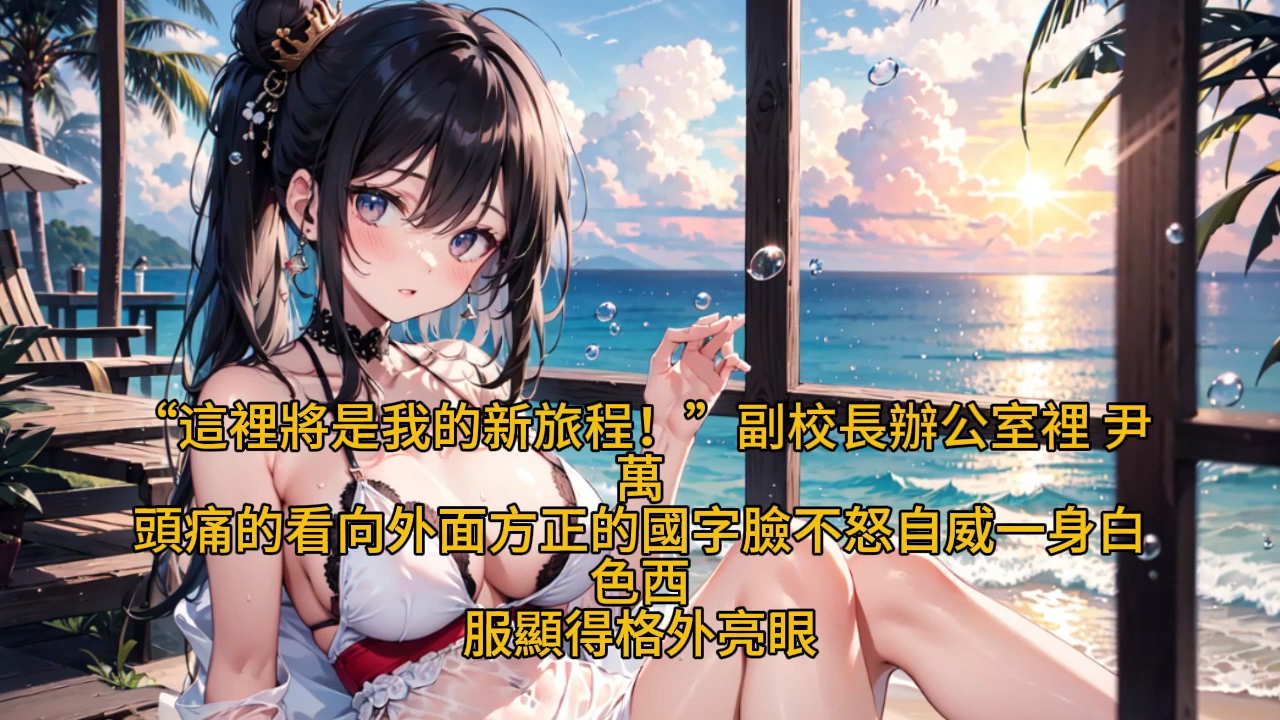 “這裡將是我的新旅程！” 副校長辦公室裡 尹
萬
頭痛的看向外面方正的國字臉不怒自威一身白
色西
服顯得格外亮眼